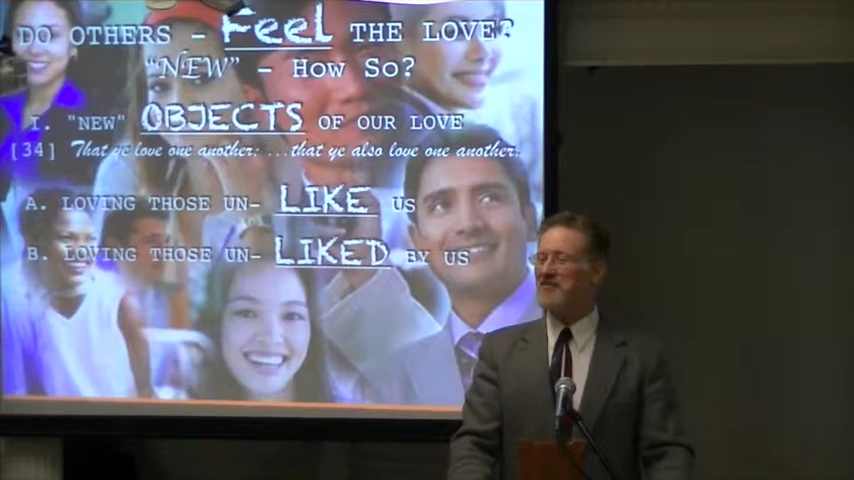 DO OTHERS - Feel THE LOVE?
"NEW" - HOW SO?
I. "NEW" OBJECTS OF OUR LOVE
[34] That ye love one another; ...that ye also love one another.
A. LOVING THOSE UN- LIKE US
B. LOVING THOSE UN- LIKED BY US